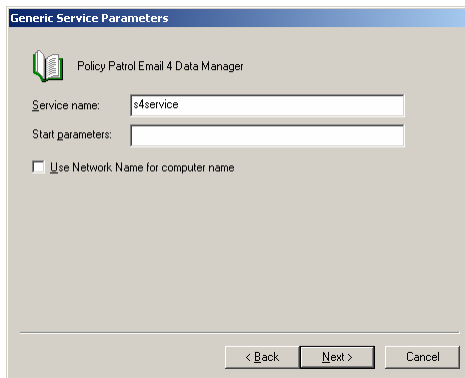 Generic Service Parameters
Policy Patrol Email 4 Data Manager
Service name: s4service
Start parameters:
Use Network Name for computer name
< Back Next > Cancel